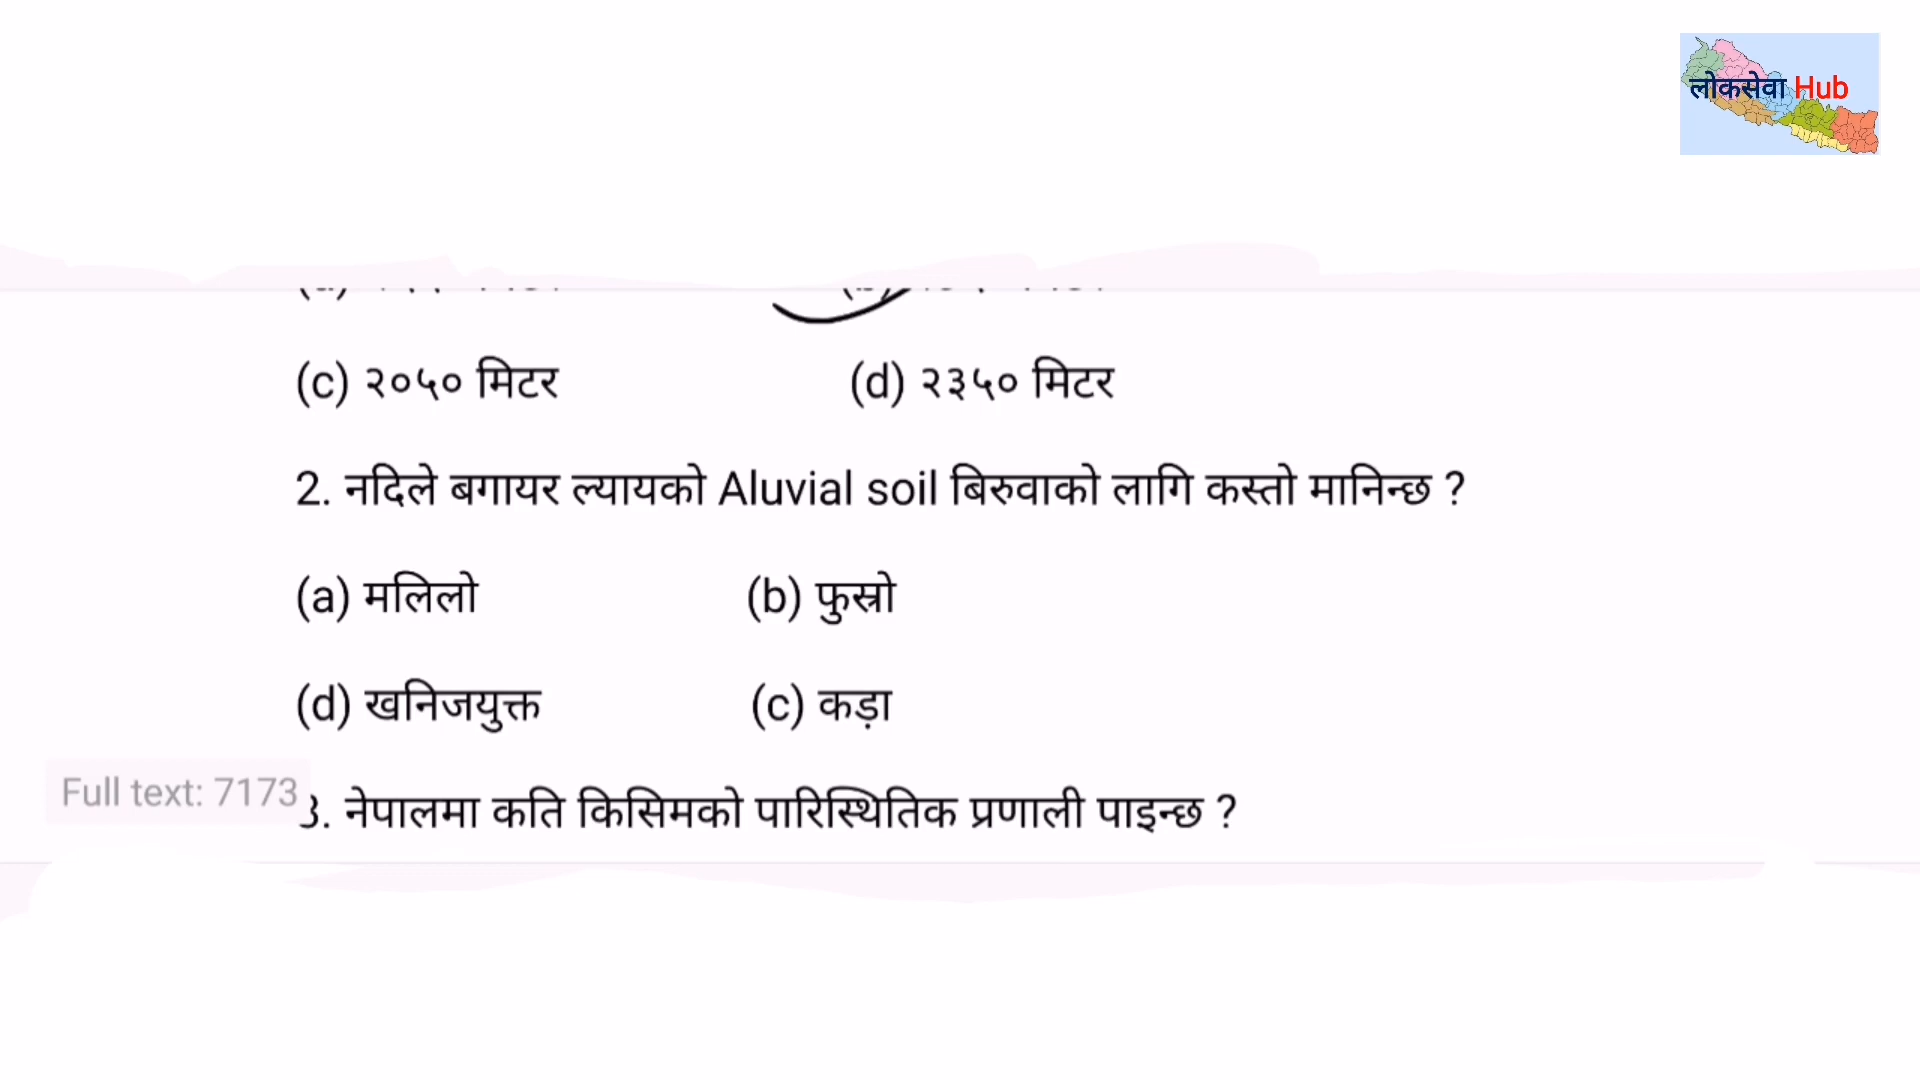 लोकसेवा Hub
(c) २०५० मिटर (d) २३५० मिटर
2. नदिले बगायर ल्यायको Aluvial soil बिरुवाको लागि कस्तो मानिन्छ ?
(a) मलिलो (b) फुस्रो
(d) खनिजयुक्त (c) कड़ा
Full text: 7173
3. नेपालमा कति किसिमको पारिस्थितिक प्रणाली पाइन्छ ?